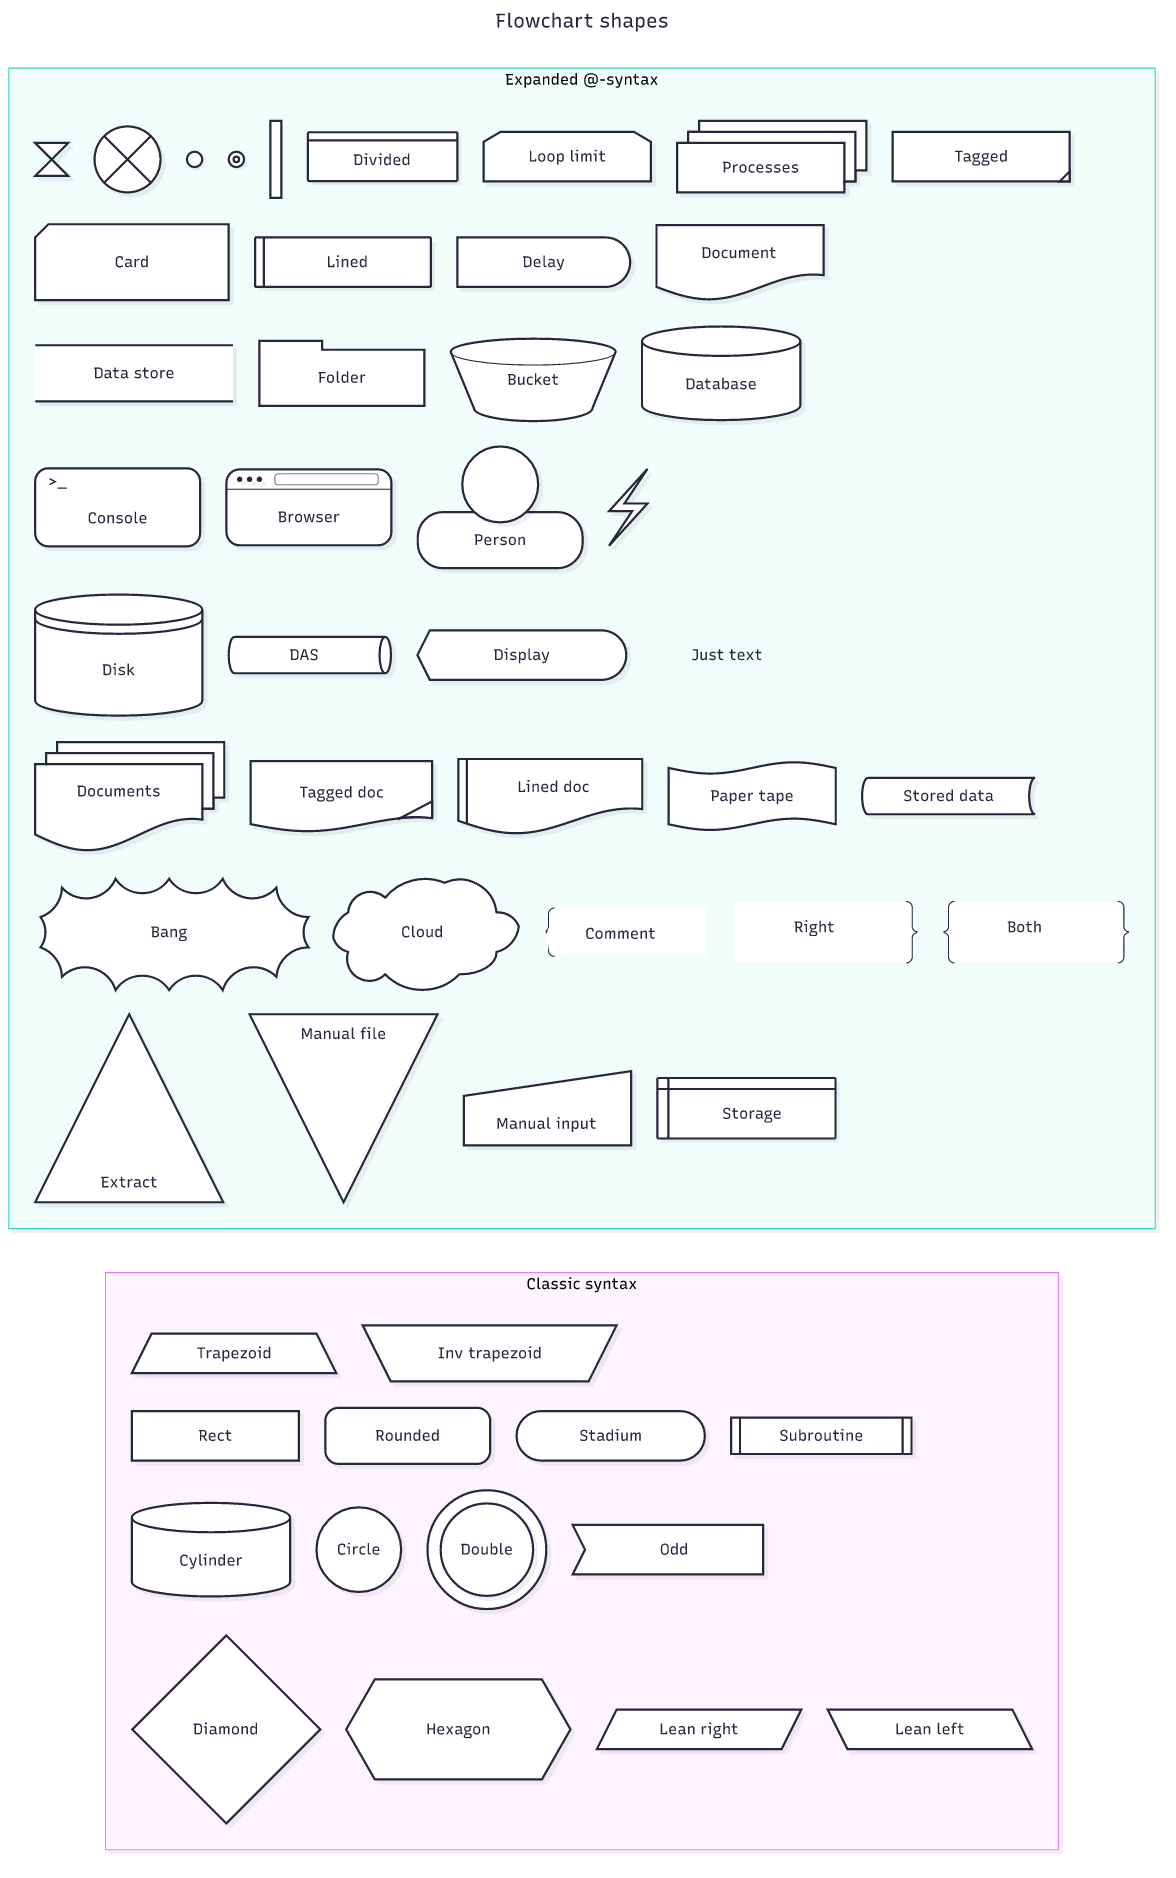 Flowchart shapes
Expanded @-syntax
Divided
Loop limit
Processes
Tagged
Card
Lined
Delay
Document
Data store
Folder
Bucket
Database
>_
Console
Browser
Person
Disk
DAS
Display
Just text
Documents
Tagged doc
Lined doc
Paper tape
Stored data
Bang
Cloud
Comment
Right
Both
Extract
Manual file
Manual input
Storage
Classic syntax
Trapezoid
Inv trapezoid
Rect
Rounded
Stadium
Subroutine
Cylinder
Circle
Double
Odd
Diamond
Hexagon
Lean right
Lean left